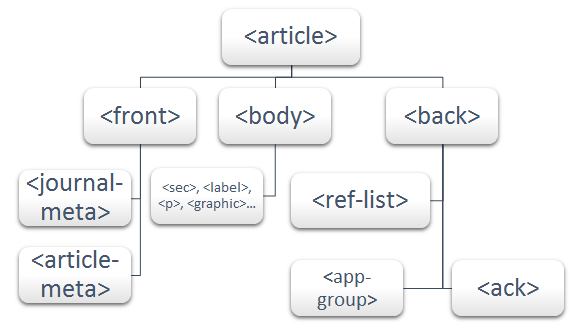 <article>
<front>
<body>
<back>
<journal-
meta>
<sec>, <label>,
<p>, <graphic>...
<ref-list>
<article-
meta>
<app-
group>
<ack>